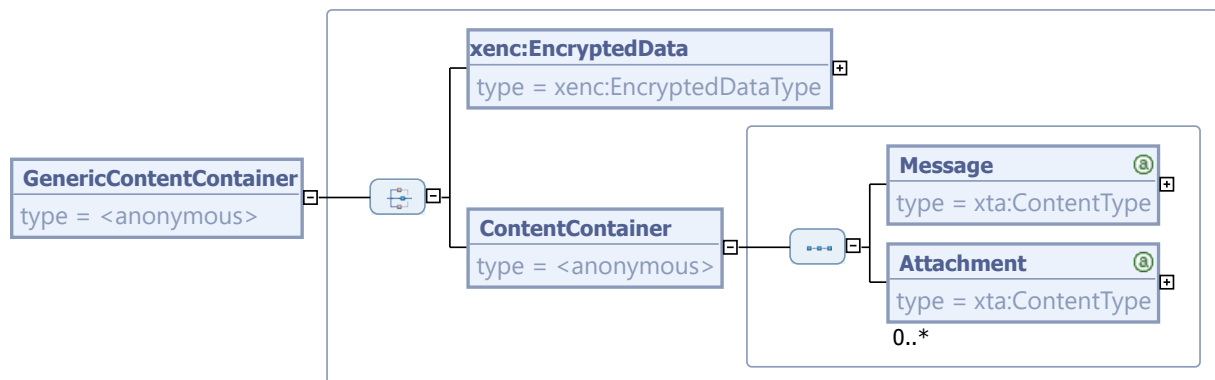 xenc:EncryptedData
type = xenc:EncryptedDataType
GenericContentContainer
type = <anonymous>
ContentContainer
type = <anonymous>
Message
type = xta:ContentType
Attachment
type = xta:ContentType
0..*